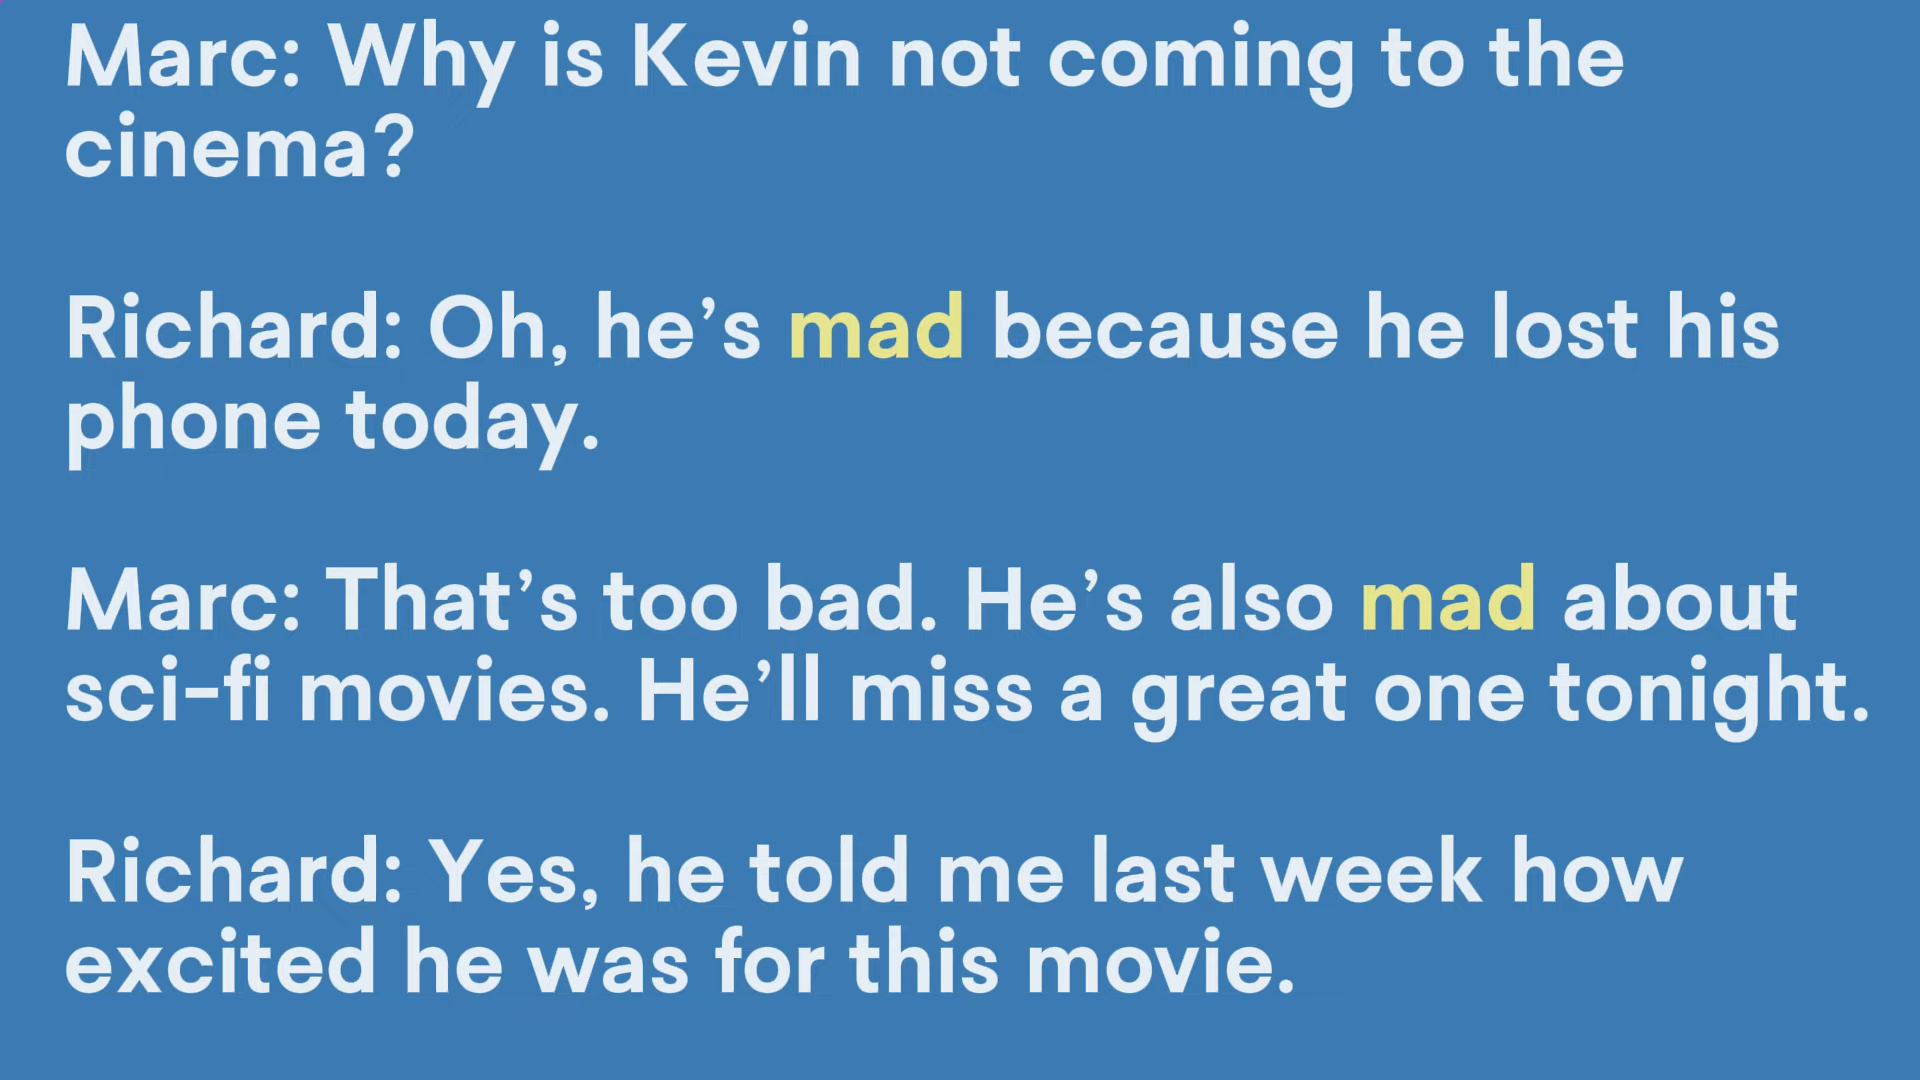 Marc: Why is Kevin not coming to the
cinema?
Richard: Oh, he’s mad because he lost his
phone today.
Marc: That’s too bad. He’s also mad about
sci-fi movies. He’ll miss a great one tonight.
Richard: Yes, he told me last week how
excited he was for this movie.